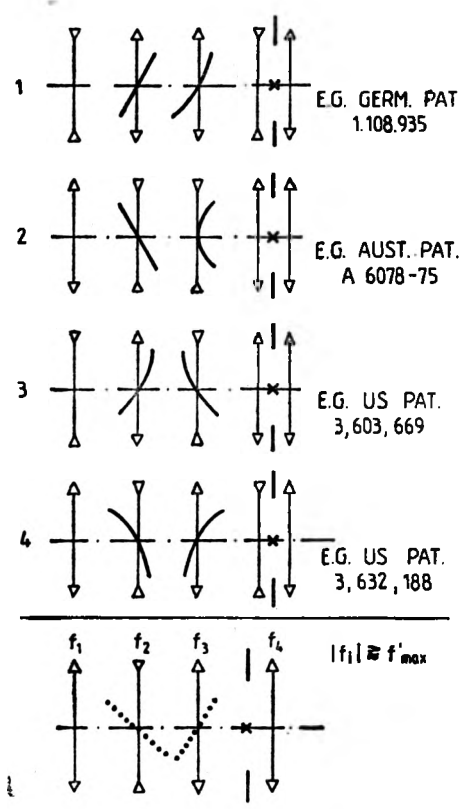 1
E.G. GERM. PAT
1.108.935
2
E.G. AUST. PAT.
A 6078-75
3
E.G. US PAT.
3,603,669
4
E.G. US PAT.
3,632,188
f₁ f₂ f₃ f₄ |fᵢ| ≳ f'max